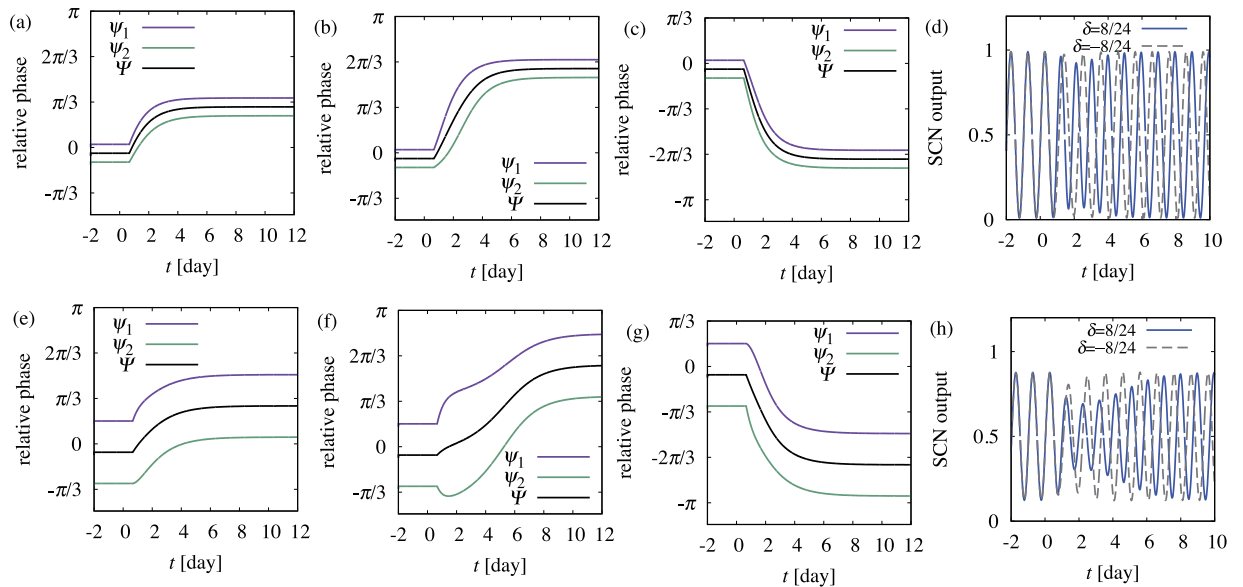 (a)
π
2π/3
π/3
0
-π/3
relative phase
ψ1
ψ2
Ψ
-2 0 2 4 6 8 10 12
t [day]
(b)
π
2π/3
π/3
0
-π/3
relative phase
ψ1
ψ2
Ψ
-2 0 2 4 6 8 10 12
t [day]
(c)
π/3
0
-π/3
-2π/3
-π
relative phase
ψ1
ψ2
Ψ
-2 0 2 4 6 8 10 12
t [day]
(d)
1
0.5
0
SCN output
δ=8/24
δ=-8/24
-2 0 2 4 6 8 10
t [day]
(e)
π
2π/3
π/3
0
-π/3
relative phase
ψ1
ψ2
Ψ
-2 0 2 4 6 8 10 12
t [day]
(f)
π
2π/3
π/3
0
-π/3
relative phase
ψ1
ψ2
Ψ
-2 0 2 4 6 8 10 12
t [day]
(g)
π/3
0
-π/3
-2π/3
-π
relative phase
ψ1
ψ2
Ψ
-2 0 2 4 6 8 10 12
t [day]
(h)
1
0.5
0
SCN output
δ=8/24
δ=-8/24
-2 0 2 4 6 8 10
t [day]